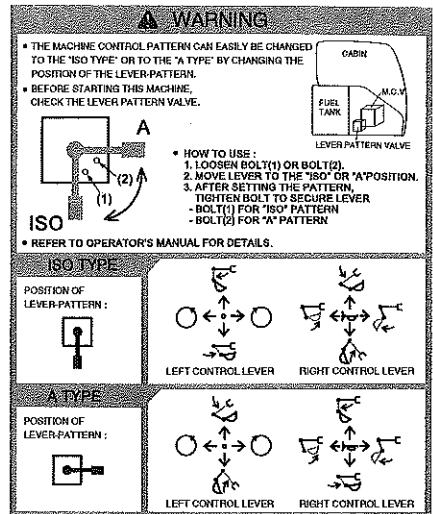 WARNING
• THE MACHINE CONTROL PATTERN CAN EASILY BE CHANGED
TO THE "ISO TYPE" OR TO THE "A TYPE" BY CHANGING THE
POSITION OF THE LEVER-PATTERN.
• BEFORE STARTING THIS MACHINE,
CHECK THE LEVER PATTERN VALVE.
CABIN
M.C.V
FUEL
TANK
LEVER PATTERN VALVE
A
(2)
(1)
ISO
• HOW TO USE :
1. LOOSEN BOLT(1) OR BOLT(2).
2. MOVE LEVER TO THE "ISO" OR "A"POSITION.
3. AFTER SETTING THE PATTERN,
TIGHTEN BOLT TO SECURE LEVER
- BOLT(1) FOR "ISO" PATTERN
- BOLT(2) FOR "A" PATTERN
• REFER TO OPERATOR'S MANUAL FOR DETAILS.
ISO TYPE
POSITION OF
LEVER-PATTERN :
LEFT CONTROL LEVER
RIGHT CONTROL LEVER
A TYPE
POSITION OF
LEVER-PATTERN :
LEFT CONTROL LEVER
RIGHT CONTROL LEVER